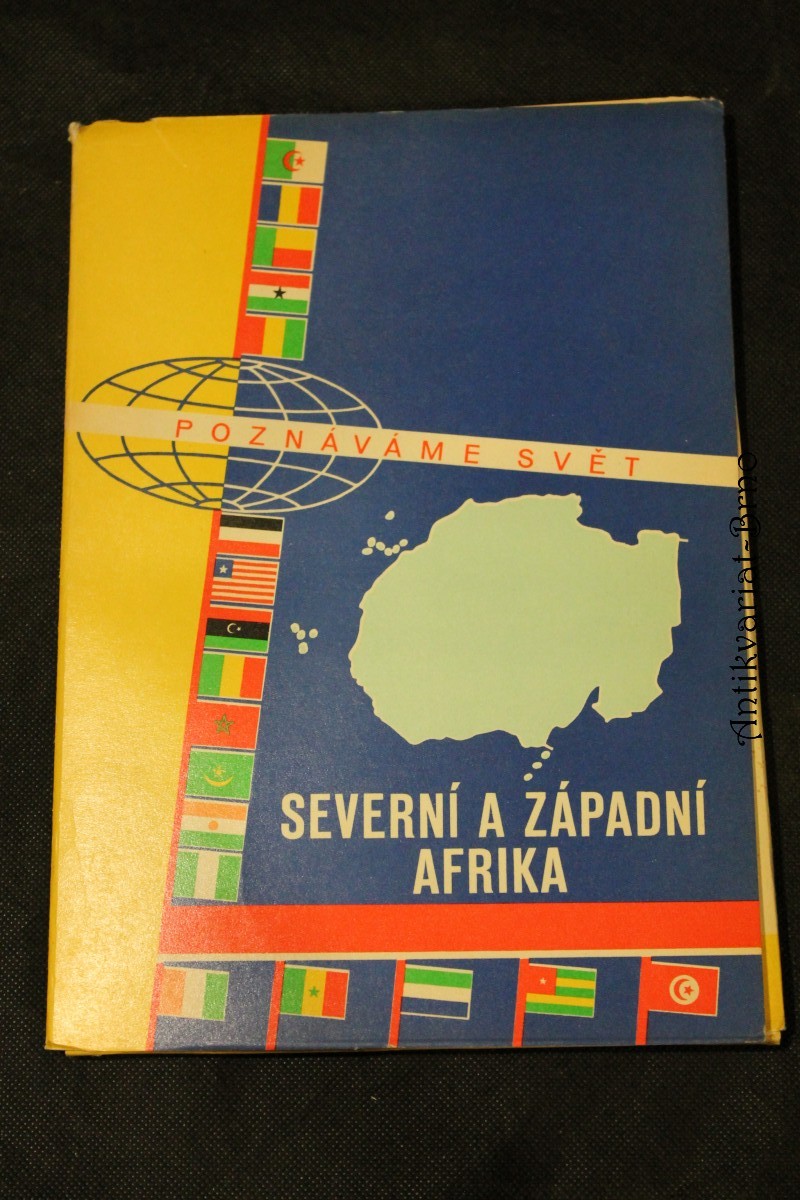 POZNÁVÁME SVĚT
SEVERNÍ A ZÁPADNÍ
AFRIKA
Antikvariat-Brno